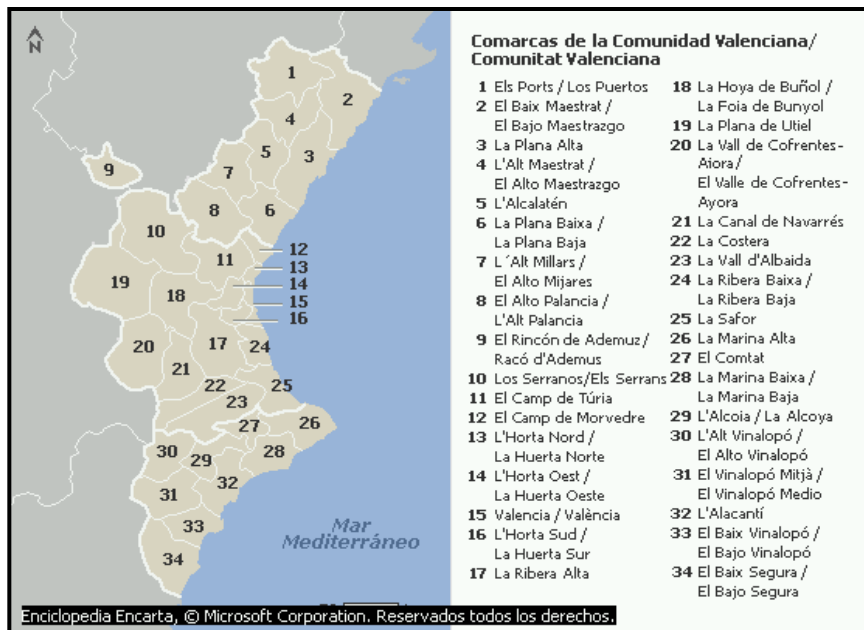 N
Comarcas de la Comunidad Valenciana/
Comunitat Valenciana
1 Els Ports / Los Puertos
2 El Baix Maestrat /
El Bajo Maestrazgo
3 La Plana Alta
4 L'Alt Maestrat /
El Alto Maestrazgo
5 L'Alcalatén
6 La Plana Baixa /
La Plana Baja
7 L´Alt Millars /
El Alto Mijares
8 El Alto Palancia /
L'Alt Palancia
9 El Rincón de Ademuz /
Racó d'Ademus
10 Los Serranos/Els Serrans
11 El Camp de Túria
12 El Camp de Morvedre
13 L'Horta Nord /
La Huerta Norte
14 L'Horta Oest /
La Huerta Oeste
15 Valencia / València
16 L'Horta Sud /
La Huerta Sur
17 La Ribera Alta
18 La Hoya de Buñol /
La Foia de Bunyol
19 La Plana de Utiel
20 La Vall de Cofrentes-
Aiora /
El Valle de Cofrentes-
Ayora
21 La Canal de Navarrés
22 La Costera
23 La Vall d'Albaida
24 La Ribera Baixa /
La Ribera Baja
25 La Safor
26 La Marina Alta
27 El Comtat
28 La Marina Baixa /
La Marina Baja
29 L'Alcoia / La Alcoya
30 L'Alt Vinalopó /
El Alto Vinalopó
31 El Vinalopó Mitjà /
El Vinalopó Medio
32 L'Alacantí
33 El Baix Vinalopó /
El Bajo Vinalopó
34 El Baix Segura /
El Bajo Segura
1
2
4
5
3
7
9
8
6
10
12
11
13
14
19
18
15
16
17
24
20
21
22
25
23
26
27
30
29
28
32
31
33
34
Mar
Mediterráneo
Enciclopedia Encarta, © Microsoft Corporation. Reservados todos los derechos.